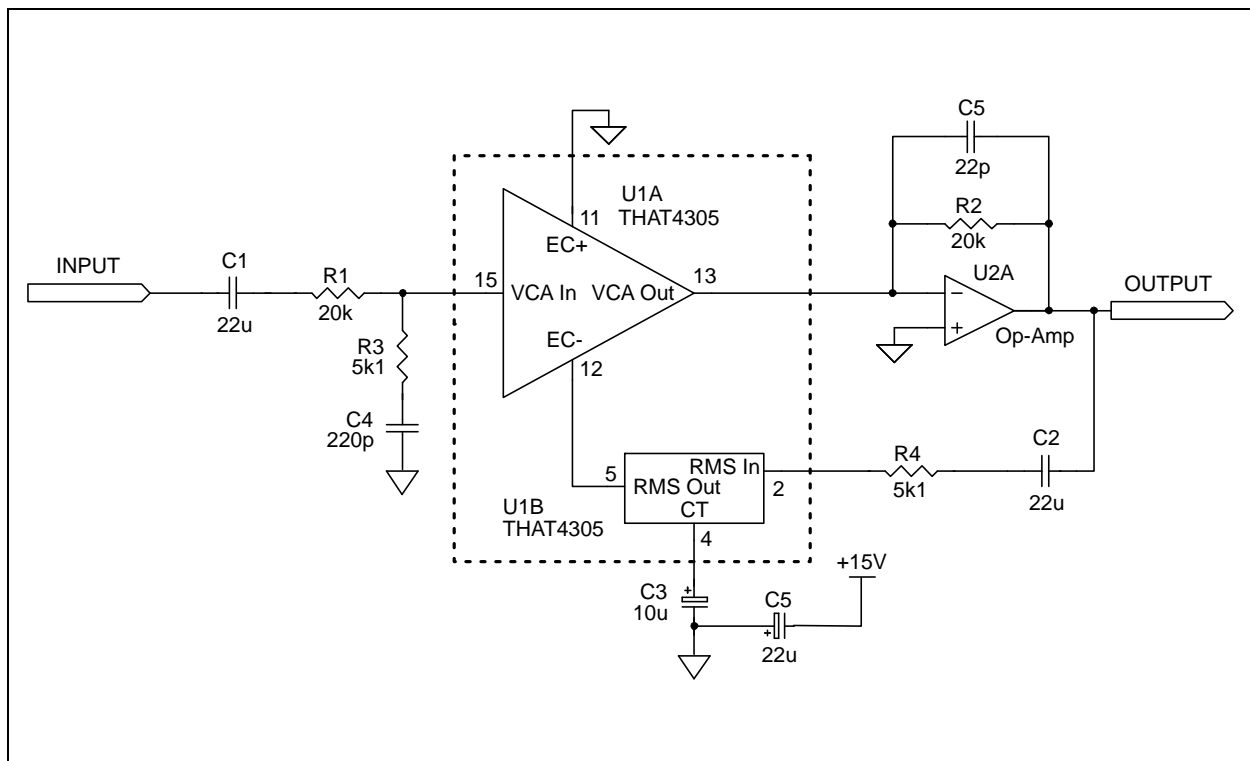 C5
22p
R2
20k
U2A
Op-Amp
OUTPUT
U1A
THAT4305
11
EC+
INPUT
C1
22u
R1
20k
15
VCA In
VCA Out
13
R3
5k1
EC-
12
C4
220p
−
+
R4
5k1
C2
22u
5
RMS In
RMS Out
2
CT
U1B
THAT4305
4
+15V
+
C3
10u
C5
+
22u